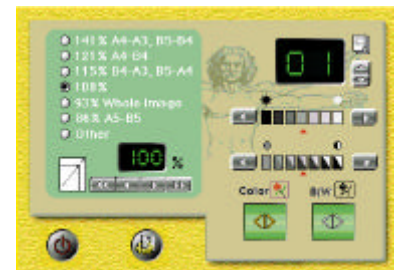 141% A4-A3, B5-B4
121% A4-B4
115% B4-A3, B5-A4
100%
93% Whole Image
86% A5-B5
Other
100 %
01
Color
B/W